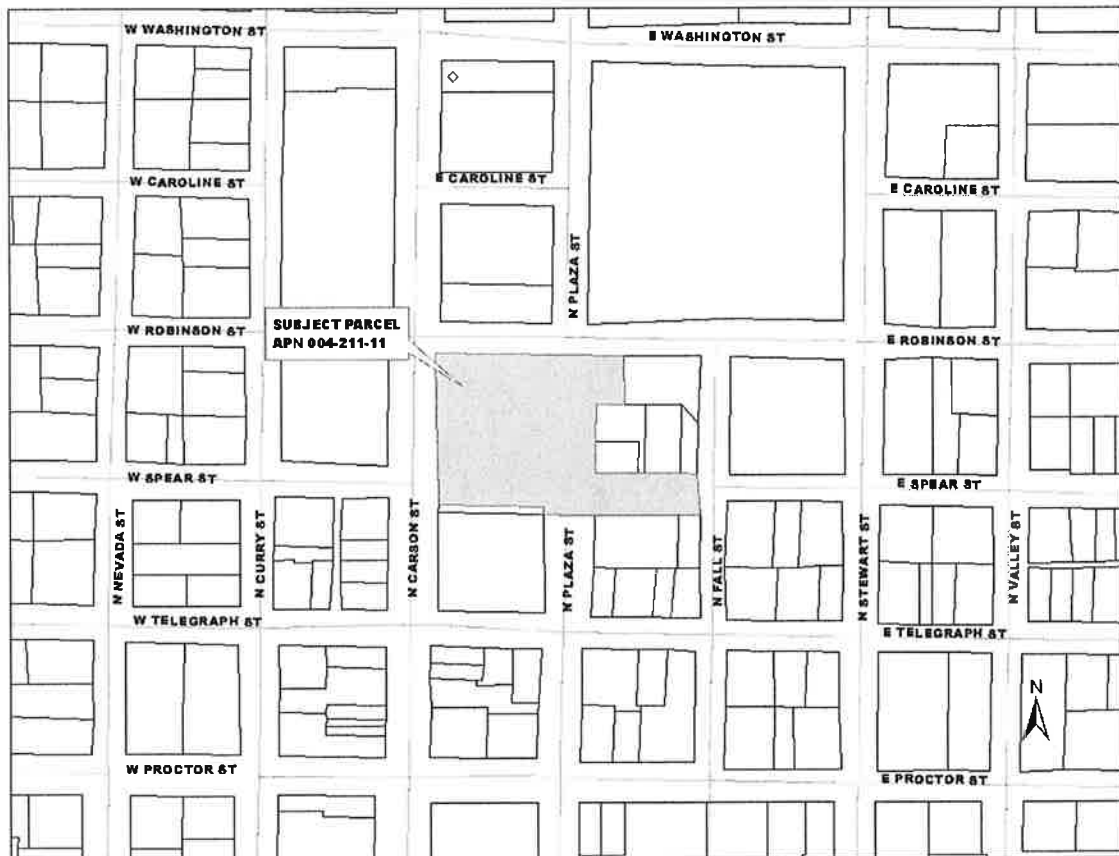 W WASHINGTON ST
E WASHINGTON ST
W CAROLINE ST
E CAROLINE ST
E CAROLINE ST
N PLAZA ST
W ROBINSON ST
SUBJECT PARCEL
APN 004-211-11
E ROBINSON ST
W SPEAR ST
E SPEAR ST
N NEVADA ST
N CURRY ST
N CARSON ST
N PLAZA ST
N FALL ST
N STEWART ST
N VALLEY ST
W TELEGRAPH ST
E TELEGRAPH ST
N
W PROCTOR ST
E PROCTOR ST